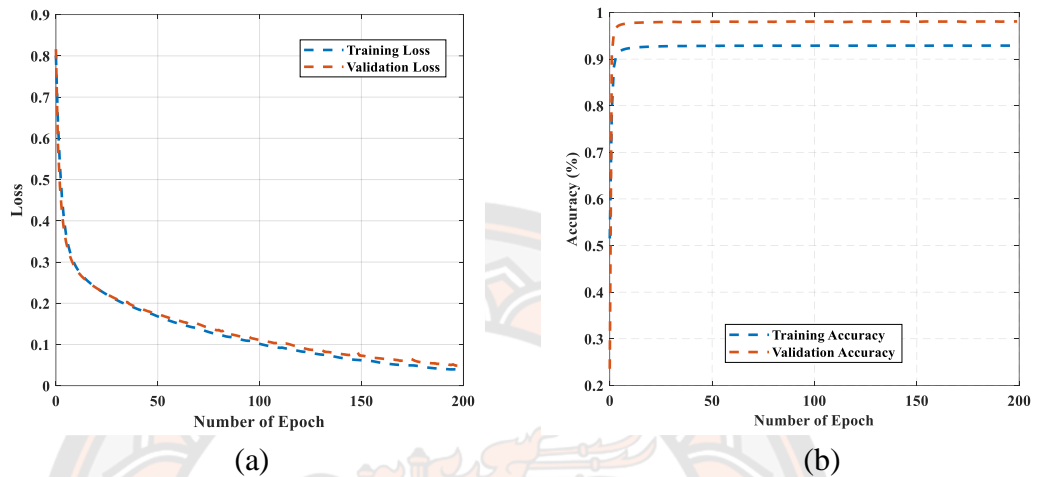 0.9
0.8
0.7
0.6
0.5
0.4
0.3
0.2
0.1
0
Loss
Training Loss
Validation Loss
0 50 100 150 200
Number of Epoch
(a)
1
0.9
0.8
0.7
0.6
0.5
0.4
0.3
0.2
Accuracy (%)
Training Accuracy
Validation Accuracy
0 50 100 150 200
Number of Epoch
(b)